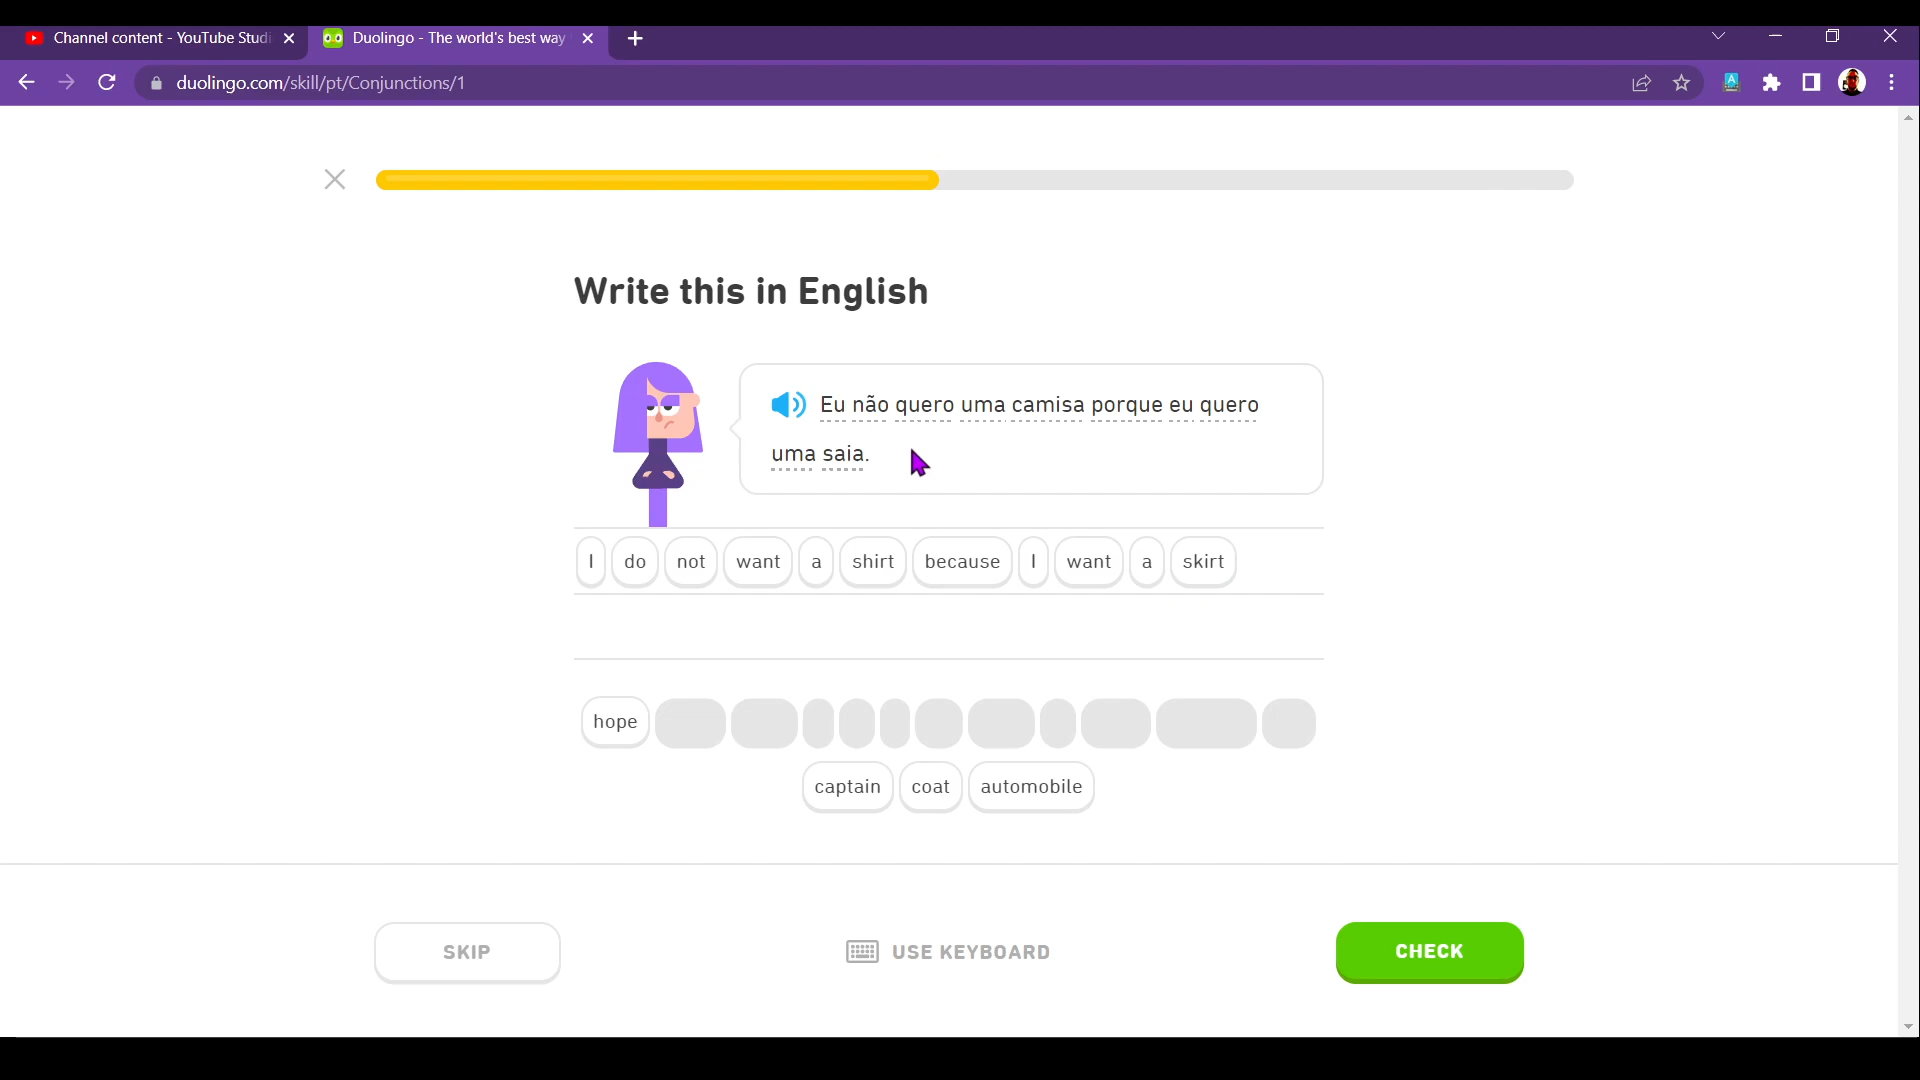 Channel content - YouTube Studi
Duolingo - The world's best way
duolingo.com/skill/pt/Conjunctions/1
Write this in English
Eu não quero uma camisa porque eu quero
uma saia.
I do not want a shirt because I want a skirt
hope
captain coat automobile
SKIP
USE KEYBOARD
CHECK